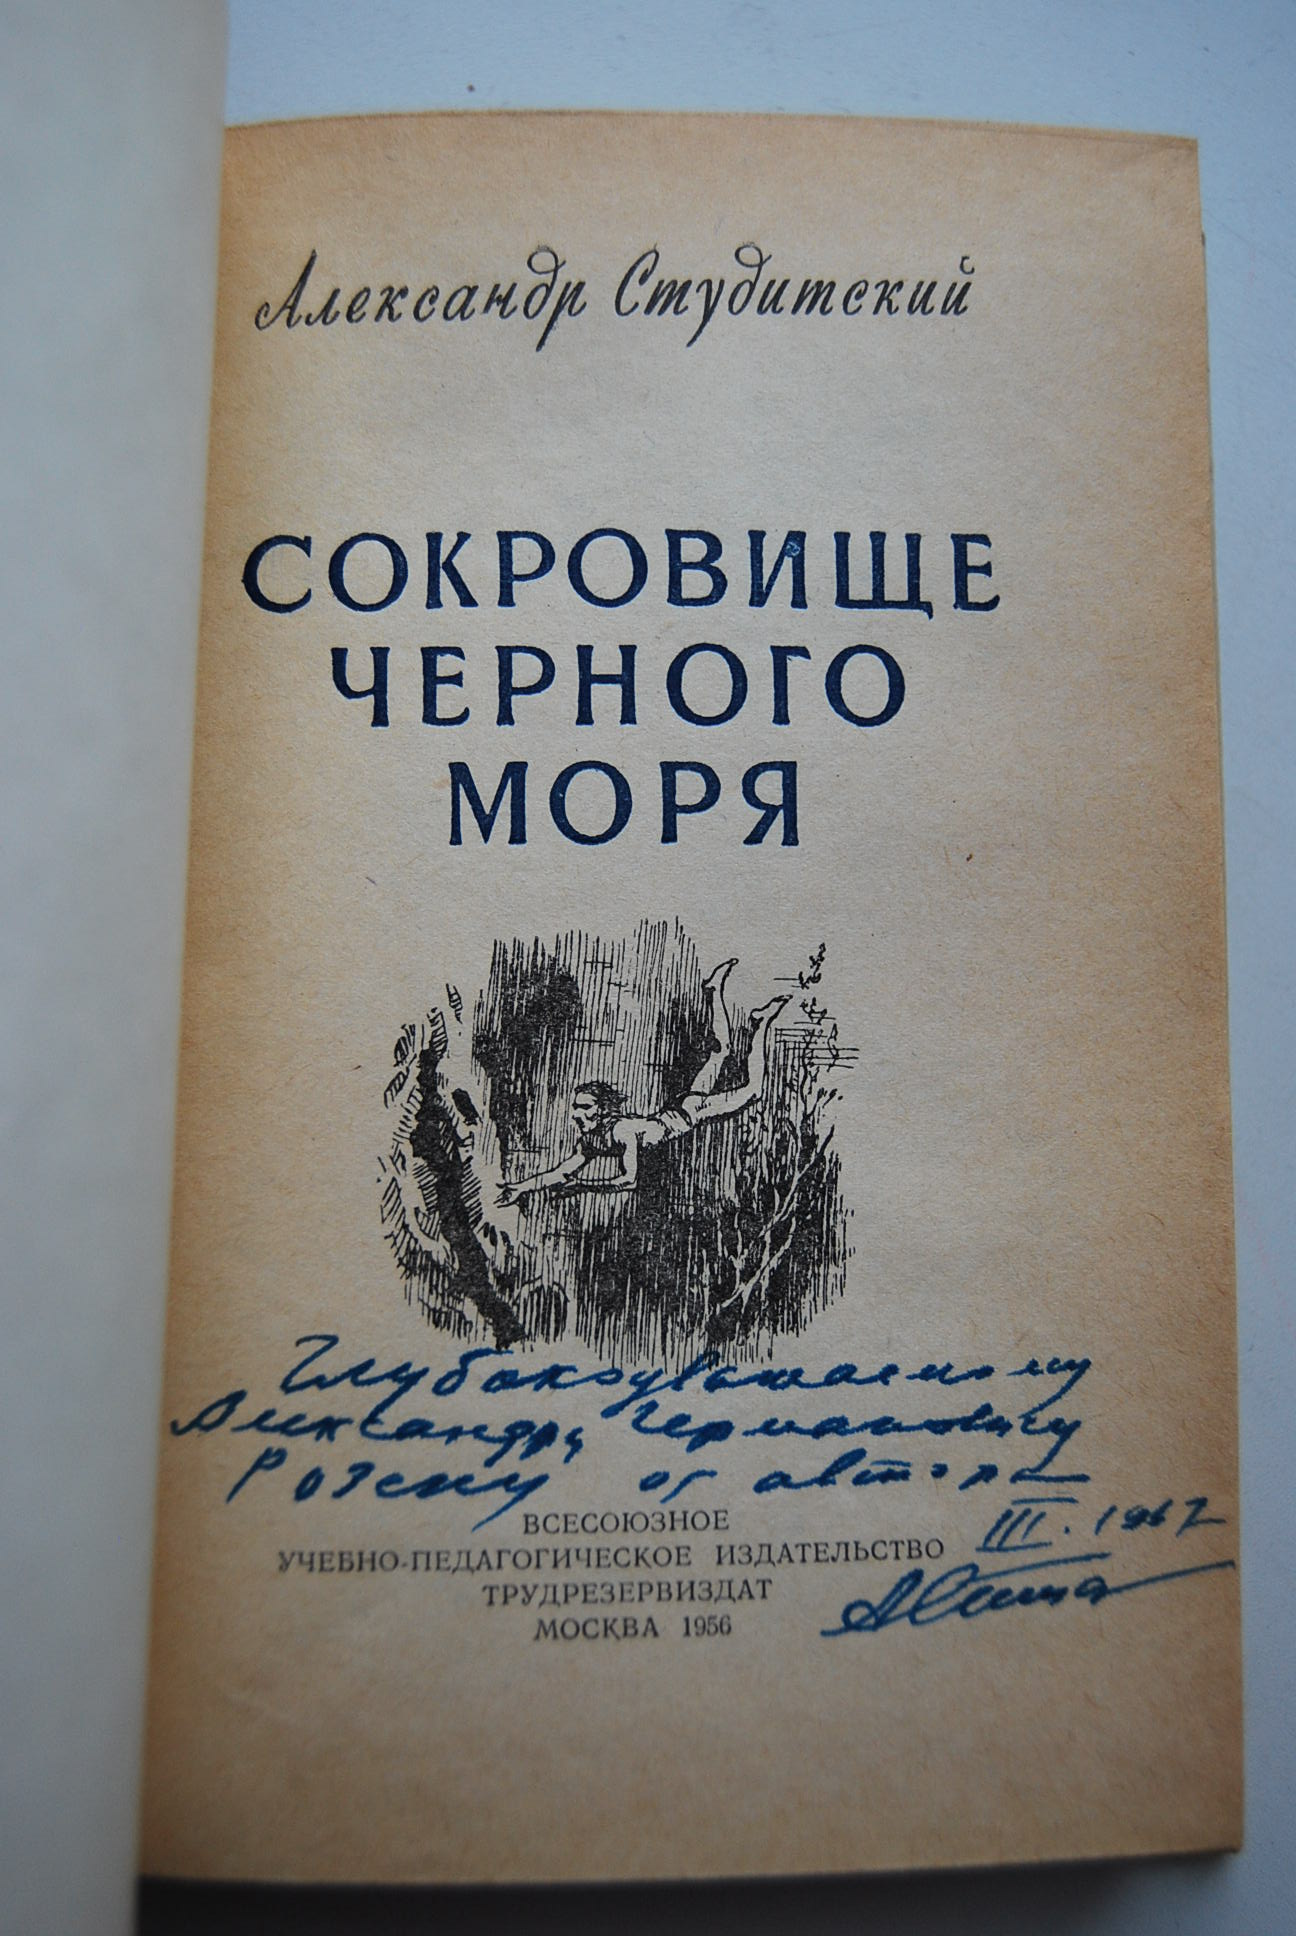 Александр Студитский
СОКРОВИЩЕ
ЧЕРНОГО
МОРЯ
Глубокоуважаемому
Александру Германовичу
Розену от автора
III. 1967
ВСЕСОЮЗНОЕ
УЧЕБНО-ПЕДАГОГИЧЕСКОЕ ИЗДАТЕЛЬСТВО
ТРУДРЕЗЕРВИЗДАТ
МОСКВА 1956